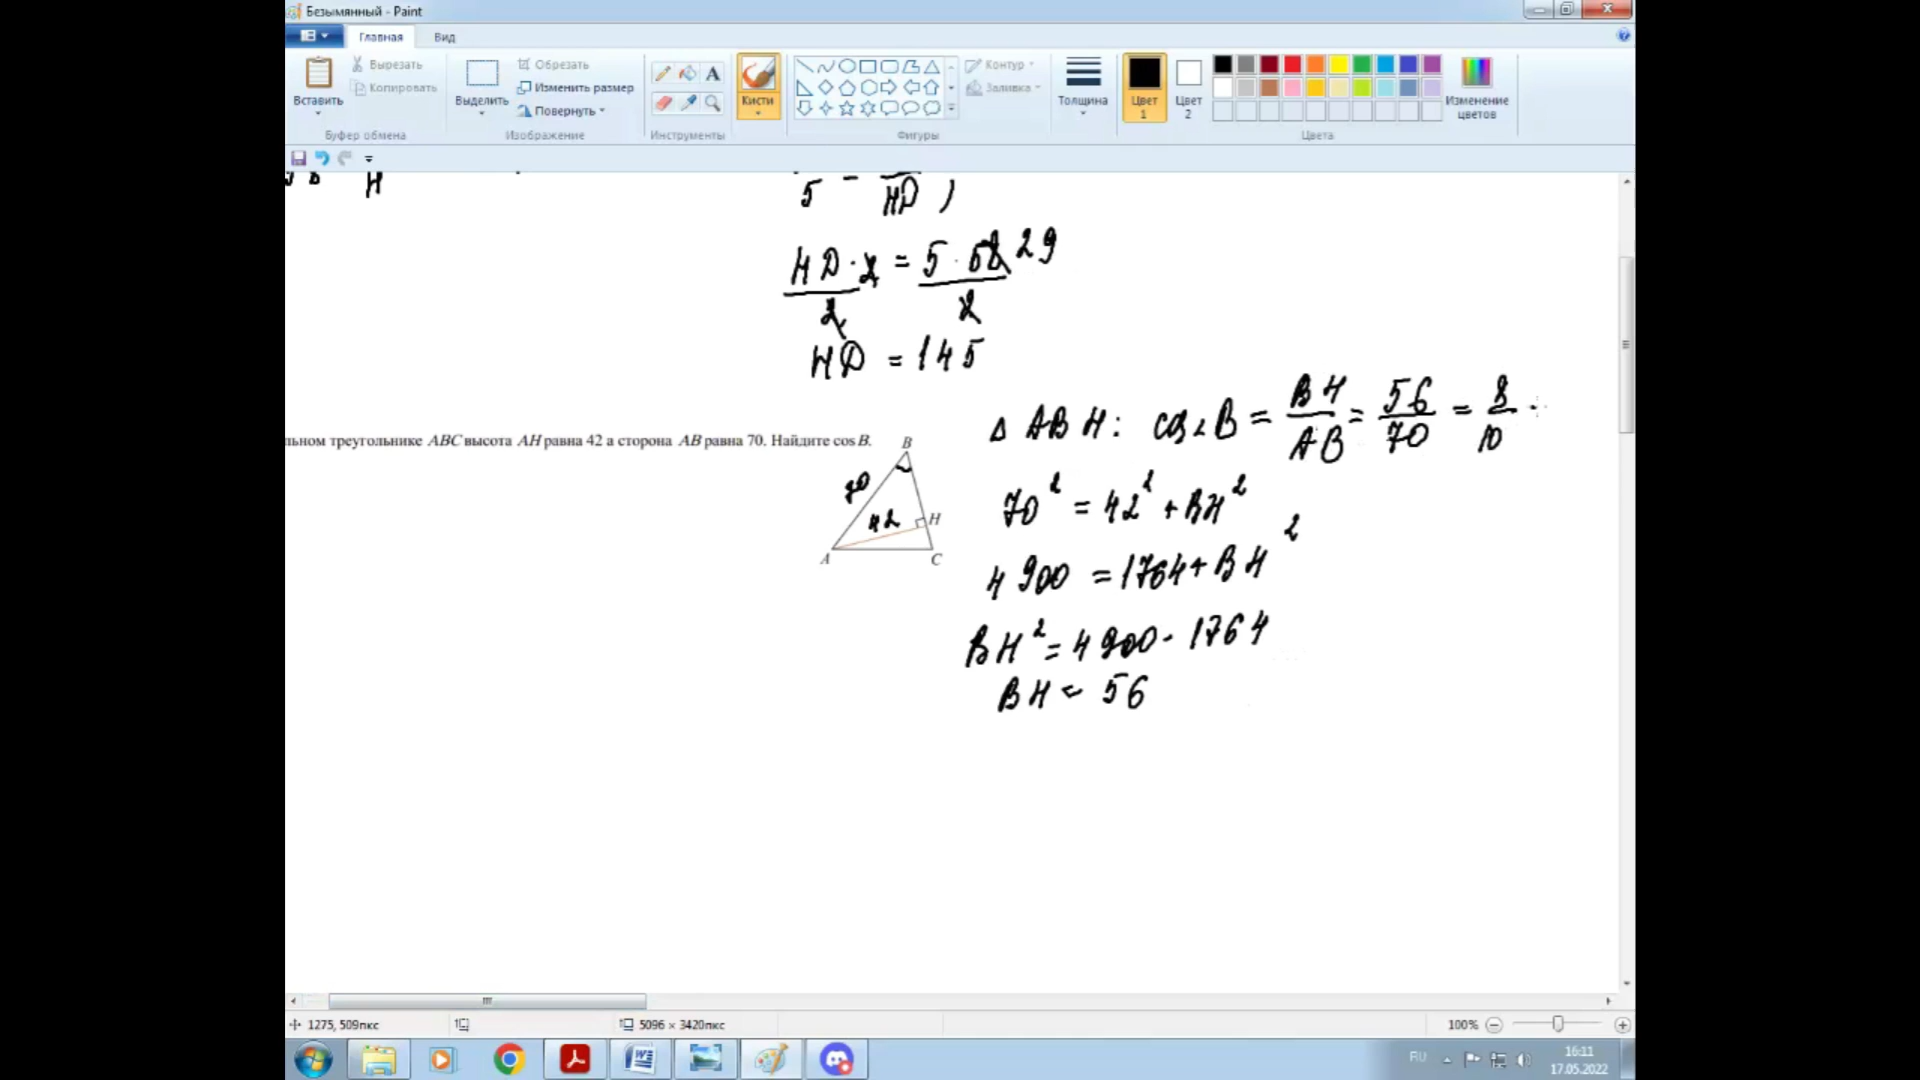 Безымянный - Paint
Главная Вид
Вставить
Вырезать
Копировать
Буфер обмена
Выделить
Обрезать
Изменить размер
Повернуть
Изображение
A
Инструменты
Кисти
Контур
Заливка
Фигуры
Толщина
Цвет 1
Цвет 2
Изменение цветов
Цвета
H
5 = HD )
HD · 2 = 5 · 58 29
2 2
HD = 145
льном треугольнике ABC высота AH равна 42 а сторона AB равна 70. Найдите cos B.
B
70
42
H
A
C
Δ ABH: cos∠B = BH/AB = 56/70 = 8/10
70² = 42² + BH²
4900 = 1764 + BH²
BH² = 4900 - 1764
BH = 56
1275, 509пкс
5096 × 3420пкс
100%
RU
16:11
17.05.2022